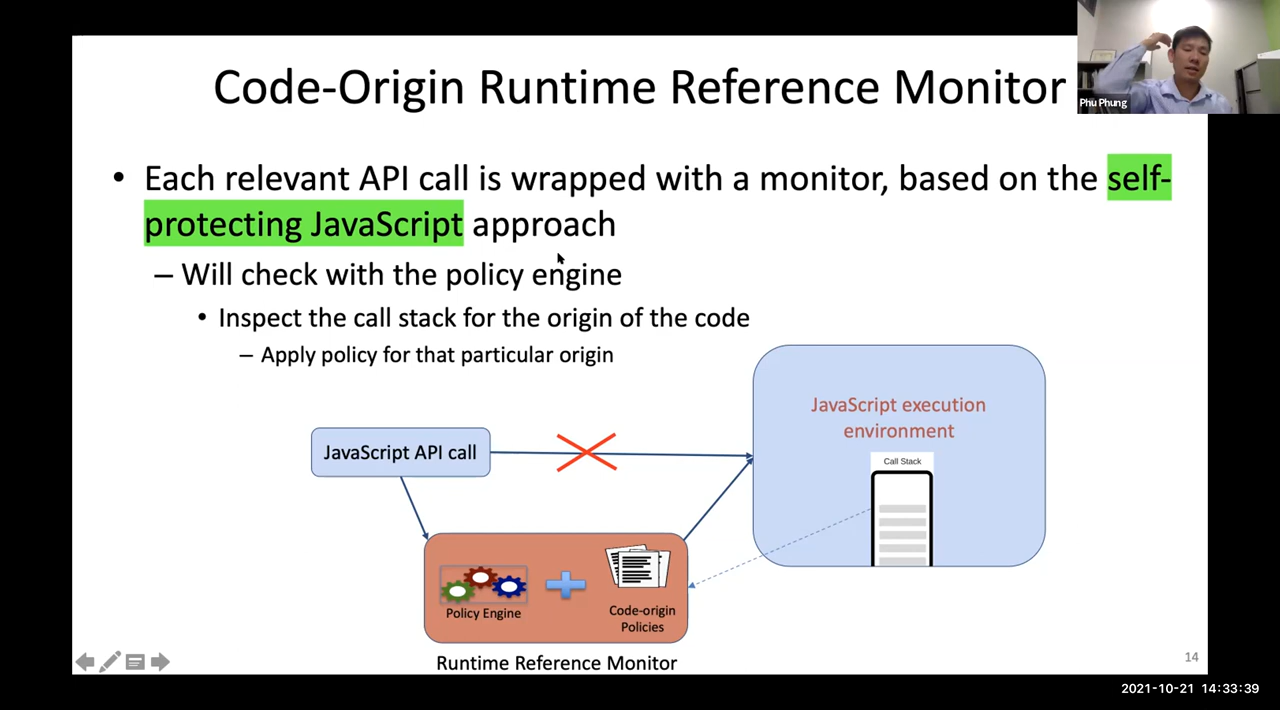 Code-Origin Runtime Reference Monitor
Phu Phung
• Each relevant API call is wrapped with a monitor, based on the self-
protecting JavaScript approach
– Will check with the policy engine
• Inspect the call stack for the origin of the code
– Apply policy for that particular origin
JavaScript execution
environment
JavaScript API call
Call Stack
Policy Engine
Code-origin
Policies
Runtime Reference Monitor
14
2021-10-21 14:33:39